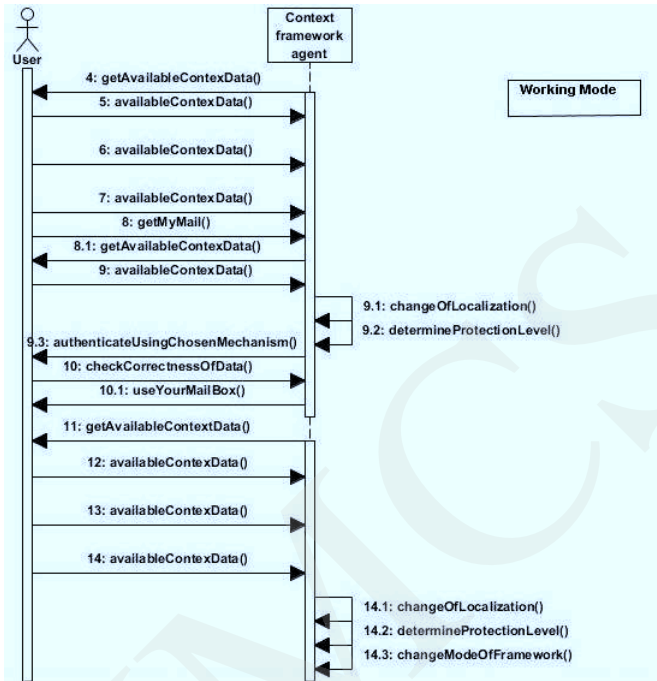 Context
framework
agent
User
Working Mode
4: getAvailableContexData()
5: availableContexData()
6: availableContexData()
7: availableContexData()
8: getMyMail()
8.1: getAvailableContexData()
9: availableContexData()
9.1: changeOfLocalization()
9.2: determineProtectionLevel()
9.3: authenticateUsingChosenMechanism()
10: checkCorrectnessOfData()
10.1: useYourMailBox()
11: getAvailableContextData()
12: availableContexData()
13: availableContexData()
14: availableContexData()
14.1: changeOfLocalization()
14.2: determineProtectionLevel()
14.3: changeModeOfFramework()
MCS